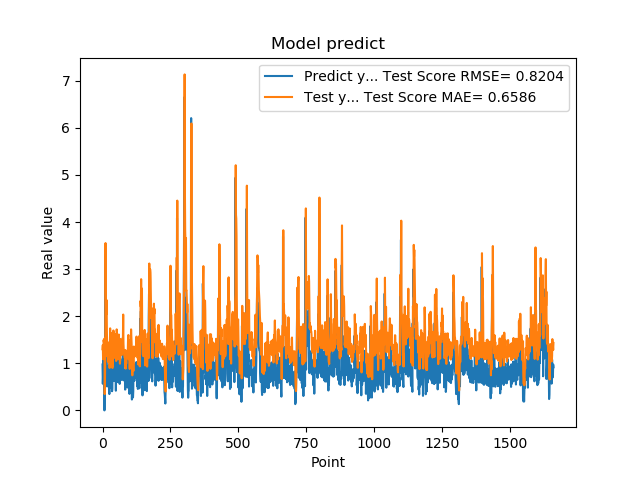 Model predict
Predict y... Test Score RMSE= 0.8204
Test y... Test Score MAE= 0.6586
Real value
7
6
5
4
3
2
1
0
0 250 500 750 1000 1250 1500
Point